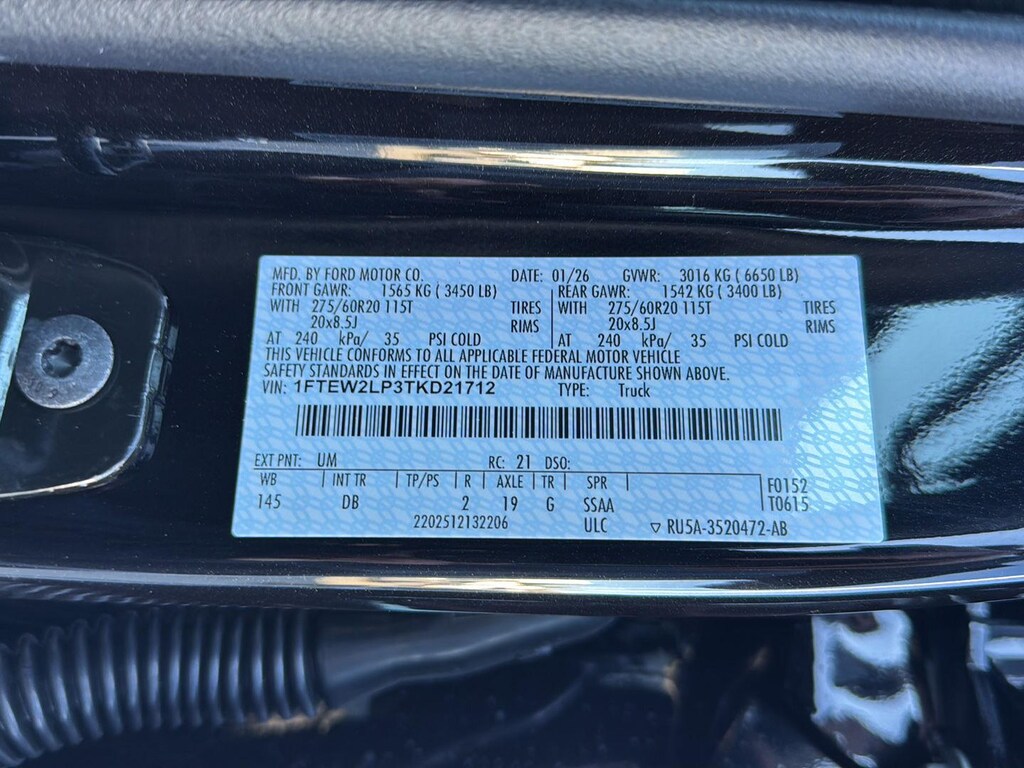 MFD. BY FORD MOTOR CO. DATE: 01/26 GVWR: 3016 KG ( 6650 LB)
FRONT GAWR: 1565 KG ( 3450 LB) REAR GAWR: 1542 KG ( 3400 LB)
WITH 275/60R20 115T TIRES WITH 275/60R20 115T TIRES
20x8.5J RIMS 20x8.5J RIMS
AT 240 kPa/ 35 PSI COLD AT 240 kPa/ 35 PSI COLD
THIS VEHICLE CONFORMS TO ALL APPLICABLE FEDERAL MOTOR VEHICLE
SAFETY STANDARDS IN EFFECT ON THE DATE OF MANUFACTURE SHOWN ABOVE.
VIN: 1FTEW2LP3TKD21712 TYPE: Truck
EXT PNT: UM RC: 21 DSO:
WB INT TR TP/PS R AXLE TR SPR F0152
145 DB 2 19 G SSAA T0615
2202512132206 ULC RU5A-3520472-AB